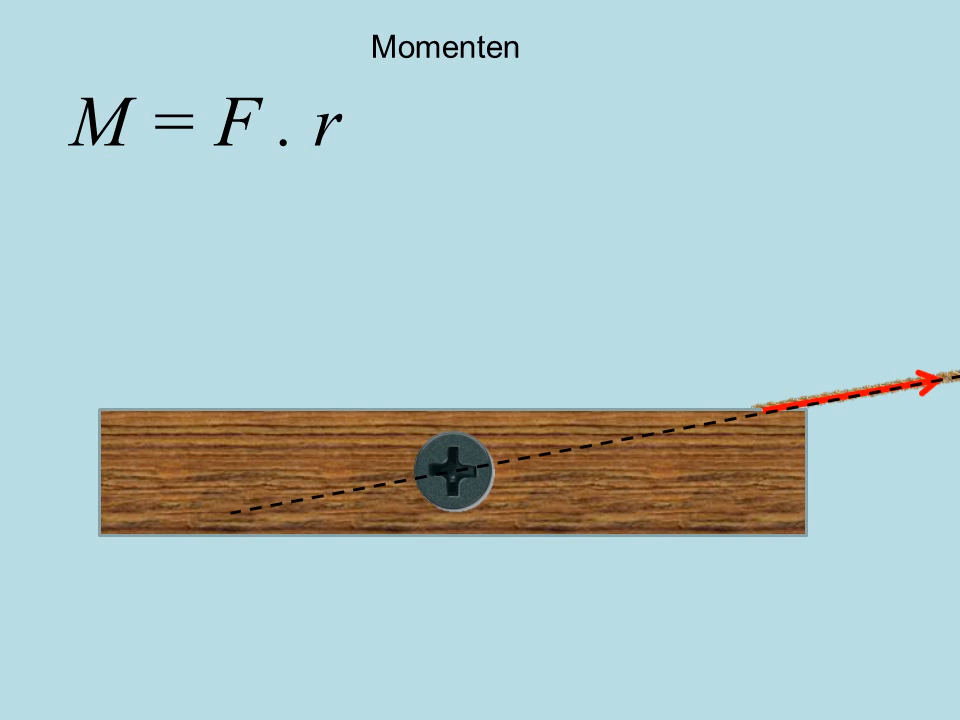 Momenten
M = F . r